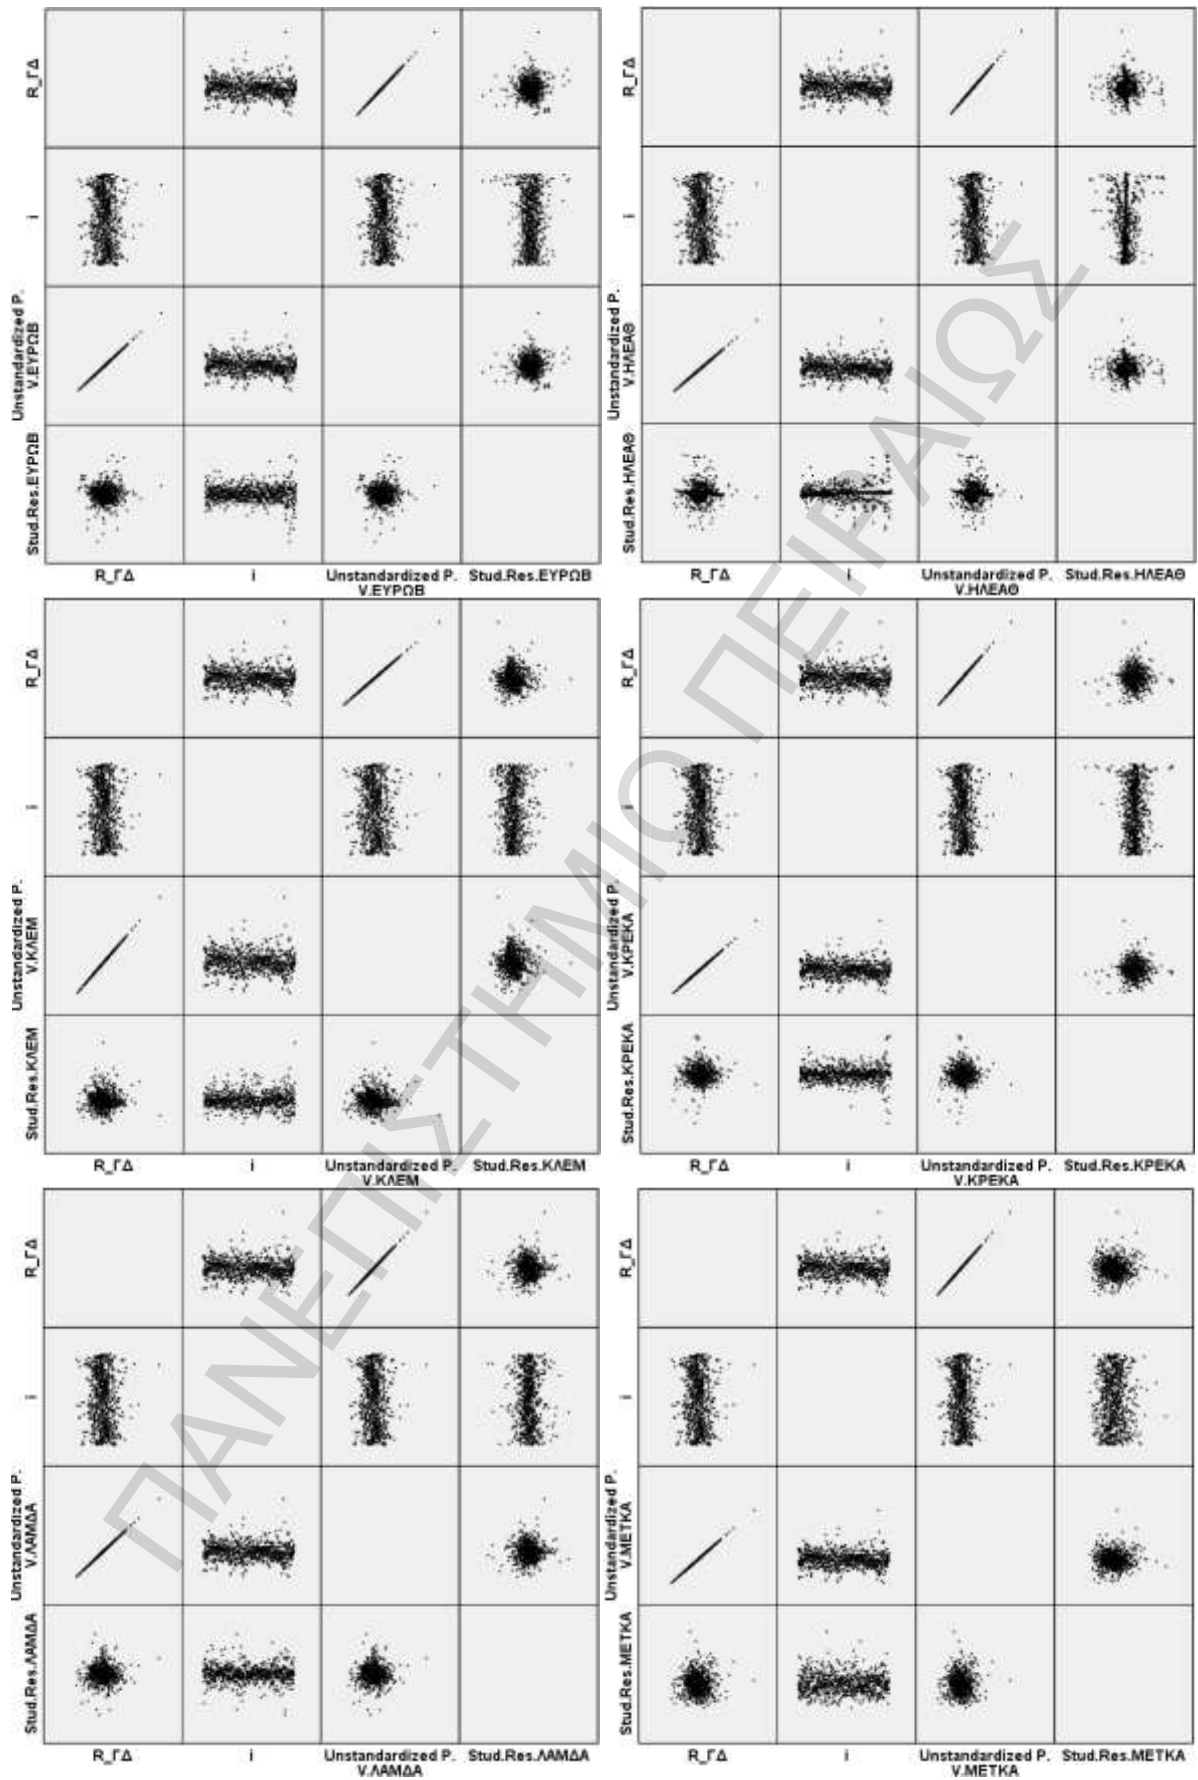 R_ΓΔ
i
Unstandardized P.
V.ΕΥΡΩΒ
Stud.Res.ΕΥΡΩΒ
R_ΓΔ
i
Unstandardized P.
V.ΕΥΡΩΒ
Stud.Res.ΕΥΡΩΒ
R_ΓΔ
i
Unstandardized P.
V.ΗΛΕΑΘ
Stud.Res.ΗΛΕΑΘ
R_ΓΔ
i
Unstandardized P.
V.ΗΛΕΑΘ
Stud.Res.ΗΛΕΑΘ
R_ΓΔ
i
Unstandardized P.
V.ΚΛΕΜ
Stud.Res.ΚΛΕΜ
R_ΓΔ
i
Unstandardized P.
V.ΚΛΕΜ
Stud.Res.ΚΛΕΜ
R_ΓΔ
i
Unstandardized P.
V.ΚΡΕΚΑ
Stud.Res.ΚΡΕΚΑ
R_ΓΔ
i
Unstandardized P.
V.ΚΡΕΚΑ
Stud.Res.ΚΡΕΚΑ
R_ΓΔ
i
Unstandardized P.
V.ΛΑΜΔΑ
Stud.Res.ΛΑΜΔΑ
R_ΓΔ
i
Unstandardized P.
V.ΛΑΜΔΑ
Stud.Res.ΛΑΜΔΑ
R_ΓΔ
i
Unstandardized P.
V.ΜΕΤΚΑ
Stud.Res.ΜΕΤΚΑ
R_ΓΔ
i
Unstandardized P.
V.ΜΕΤΚΑ
Stud.Res.ΜΕΤΚΑ
ΠΑΝΕΠΙΣΤΗΜΙΟ ΠΕΙΡΑΙΩΣ